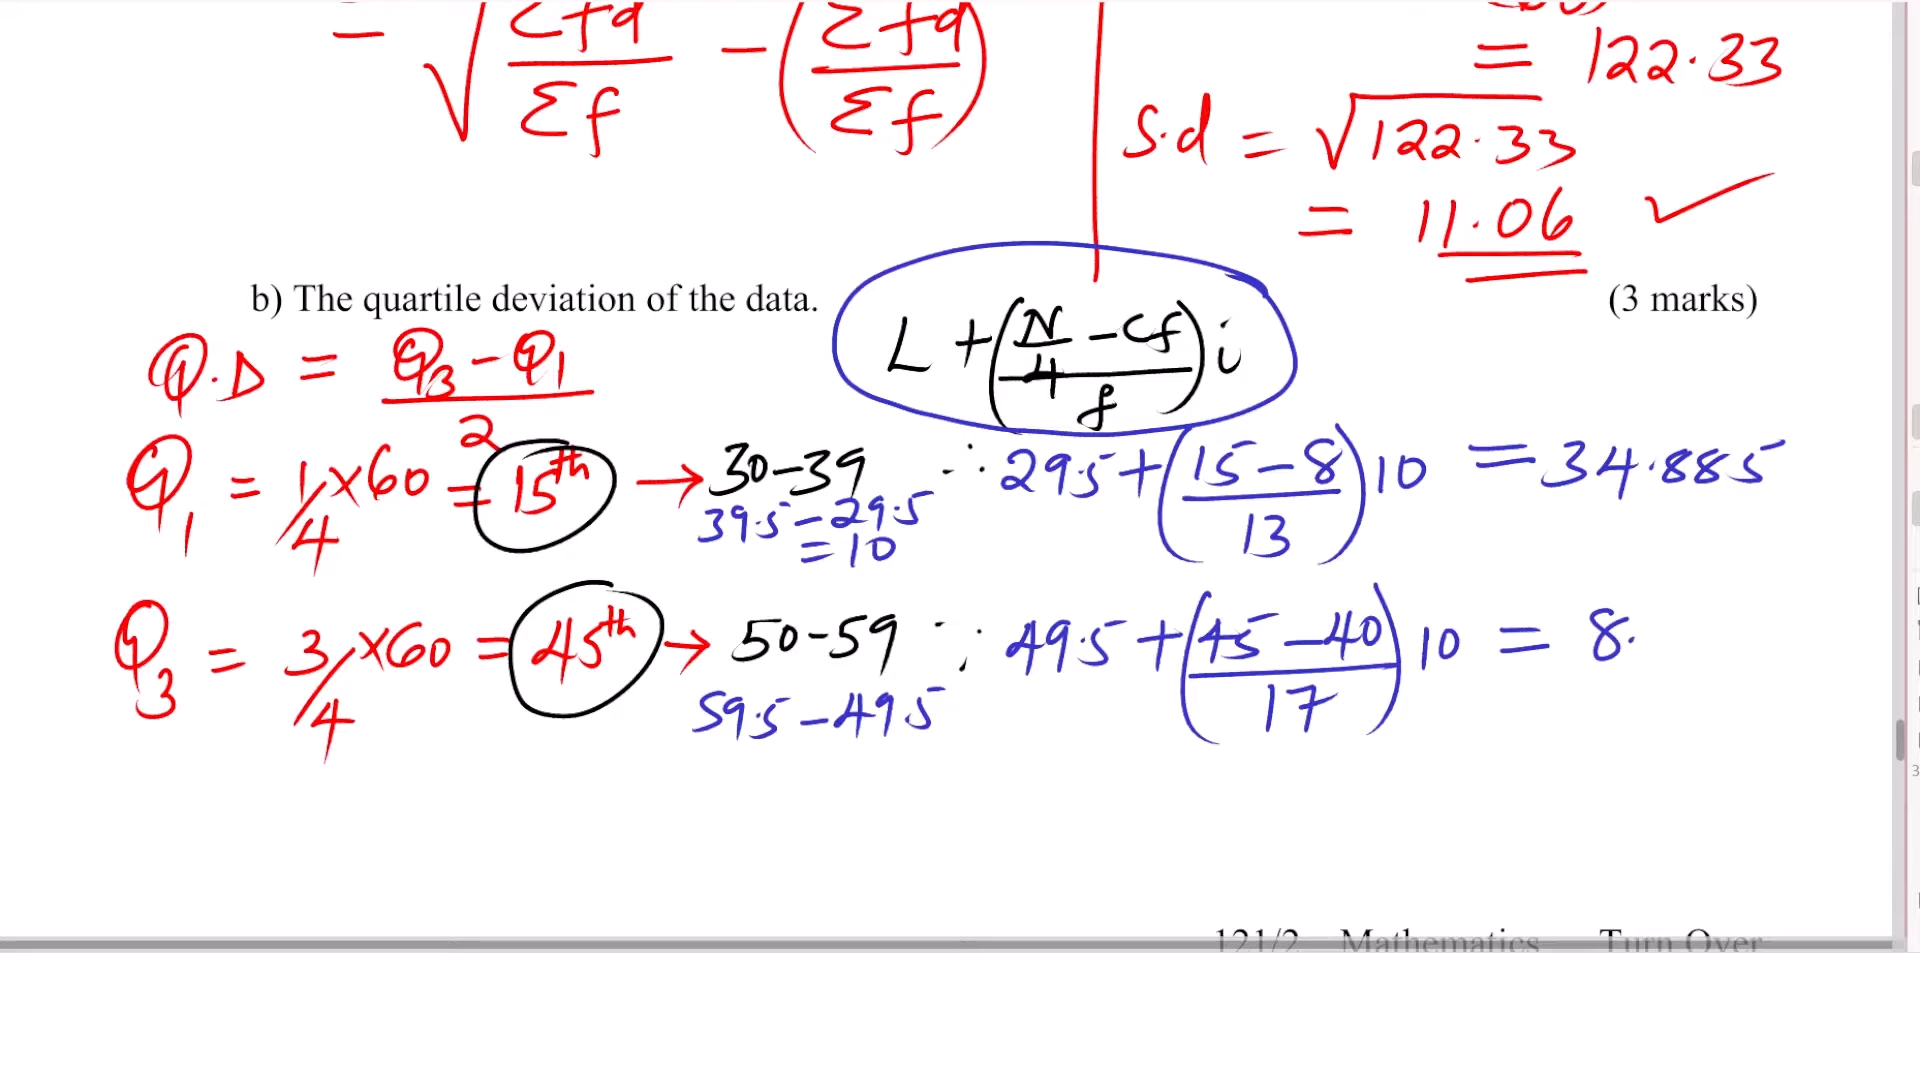 = √(Σfd/Σf) − (Σfd/Σf)
= 122.33
S.d = √122.33
= 11.06 ✓
b) The quartile deviation of the data. (3 marks)
L + ((N/4 − Cf)/f) i
Q.D = (Q3 − Q1)/2
Q1 = 1/4 × 60 = 15th → 30−39 ∴ 29.5 + ((15 − 8)/13) 10 = 34.885
39.5 − 29.5
= 10
Q3 = 3/4 × 60 = 45th → 50−59 ∵ 49.5 + ((45 − 40)/17) 10 = 8.
59.5 − 49.5
121/2 Mathematics Turn Over
3